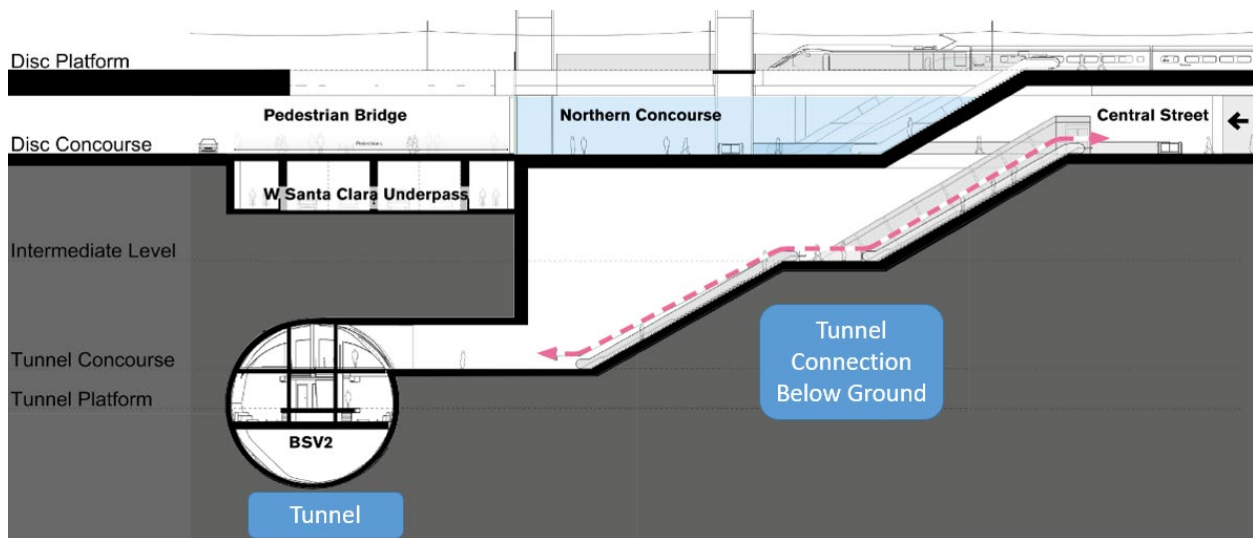 Disc Platform
Pedestrian Bridge
Northern Concourse
Central Street
Disc Concourse
Pedestrians
W Santa Clara Underpass
Intermediate Level
Tunnel
Connection
Below Ground
Tunnel Concourse
Tunnel Platform
BSV2
Tunnel